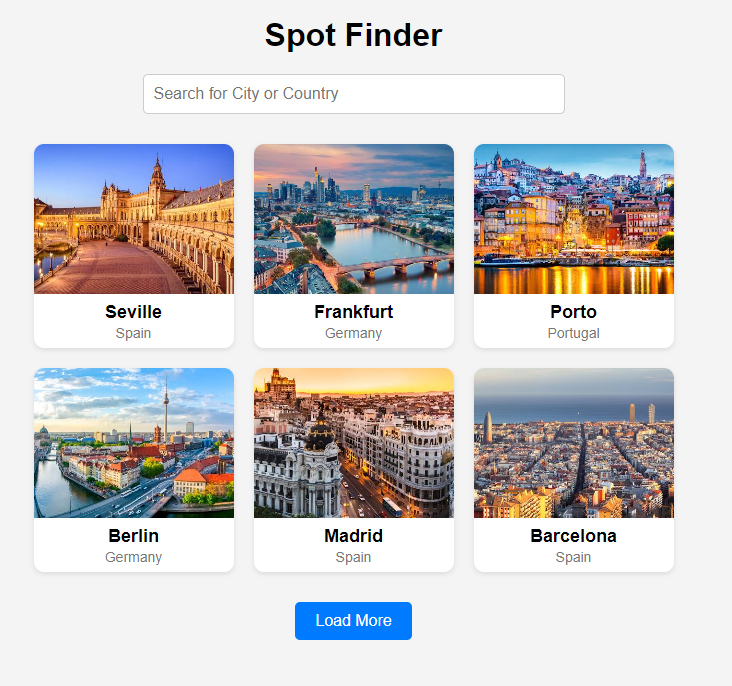 Spot Finder
Search for City or Country
Seville
Spain
Frankfurt
Germany
Porto
Portugal
Berlin
Germany
Madrid
Spain
Barcelona
Spain
Load More